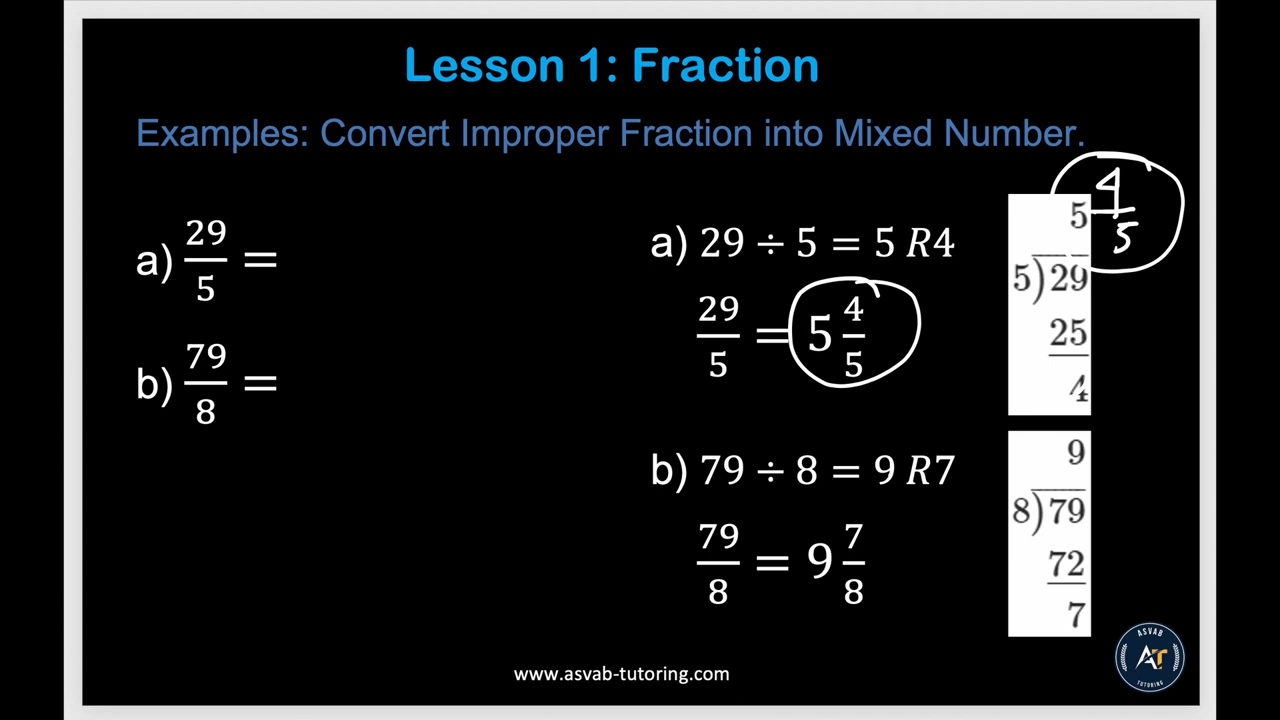 Lesson 1: Fraction
Examples: Convert Improper Fraction into Mixed Number.
a) 29/5 =
b) 79/8 =
a) 29 ÷ 5 = 5 R4
29/5 = 5 4/5
b) 79 ÷ 8 = 9 R7
79/8 = 9 7/8
5 4/5
5)29
25
4
9
8)79
72
7
www.asvab-tutoring.com
ASVAB
AT
TUTORING